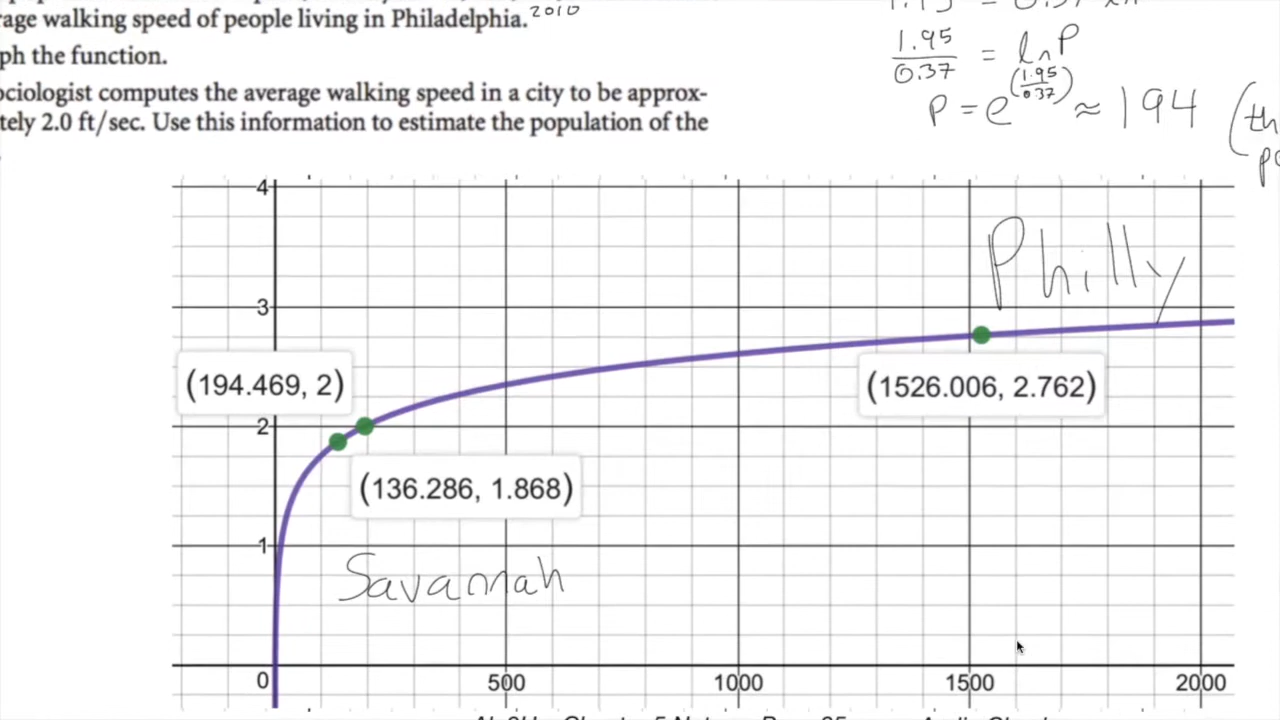 rage walking speed of people living in Philadelphia. 2010
ph the function.
ociologist computes the average walking speed in a city to be approx-
tely 2.0 ft/sec. Use this information to estimate the population of the
1.95/0.37 = ln P
P = e^(1.95/0.37) ≈ 194 (th
po
4
3
2
1
0
500
1000
1500
2000
Philly
(194.469, 2)
(1526.006, 2.762)
(136.286, 1.868)
Savannah